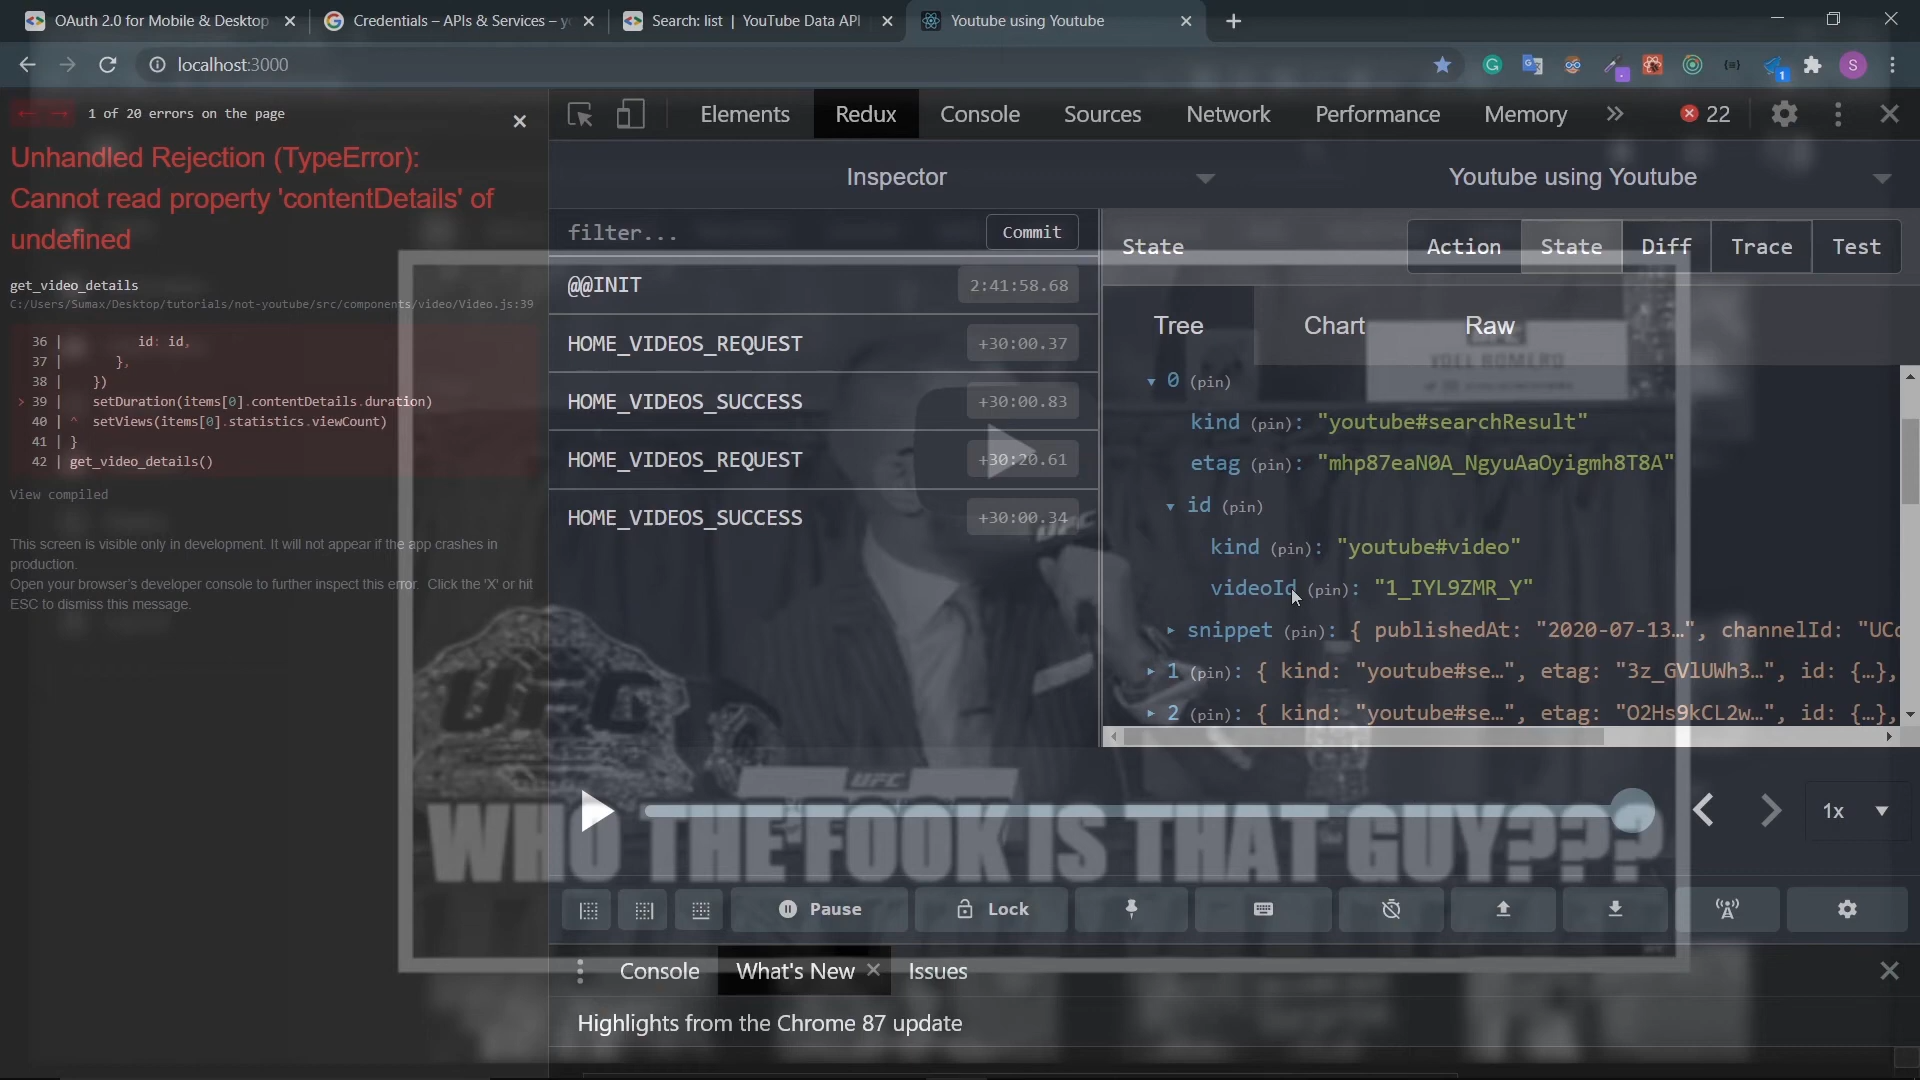 OAuth 2.0 for Mobile & Desktop
Credentials – APIs & Services – yo
Search: list | YouTube Data API
Youtube using Youtube
localhost:3000
S
1
1 of 20 errors on the page
Unhandled Rejection (TypeError):
Cannot read property 'contentDetails' of
undefined
get_video_details
C:/Users/Sumax/Desktop/tutorials/not-youtube/src/components/video/Video.js:39
36 | id: id,
37 | },
38 | })
> 39 | setDuration(items[0].contentDetails.duration)
40 | ^ setViews(items[0].statistics.viewCount)
41 | }
42 | get_video_details()
View compiled
This screen is visible only in development. It will not appear if the app crashes in
production.
Open your browser's developer console to further inspect this error. Click the 'X' or hit
ESC to dismiss this message.
Elements Redux Console Sources Network Performance Memory » 22
Inspector
Youtube using Youtube
filter... Commit
@@INIT 2:41:58.68
HOME_VIDEOS_REQUEST +30:00.37
HOME_VIDEOS_SUCCESS +30:00.83
HOME_VIDEOS_REQUEST +30:20.61
HOME_VIDEOS_SUCCESS +30:00.34
State Action State Diff Trace Test
Tree Chart Raw
YOEL ROMERO
0 (pin)
kind (pin): "youtube#searchResult"
etag (pin): "mhp87eaN0A_NgyuAaOyigmh8T8A"
id (pin)
kind (pin): "youtube#video"
videoId (pin): "1_IYL9ZMR_Y"
snippet (pin): { publishedAt: "2020-07-13…", channelId: "UCc
1 (pin): { kind: "youtube#se…", etag: "3z_GVlUWh3…", id: {…},
2 (pin): { kind: "youtube#se…", etag: "O2Hs9kCL2w…", id: {…},
UFC
UFC
UFC
WHO THE FOOK IS THAT GUY???
1x
Pause Lock
Console What's New Issues
Highlights from the Chrome 87 update